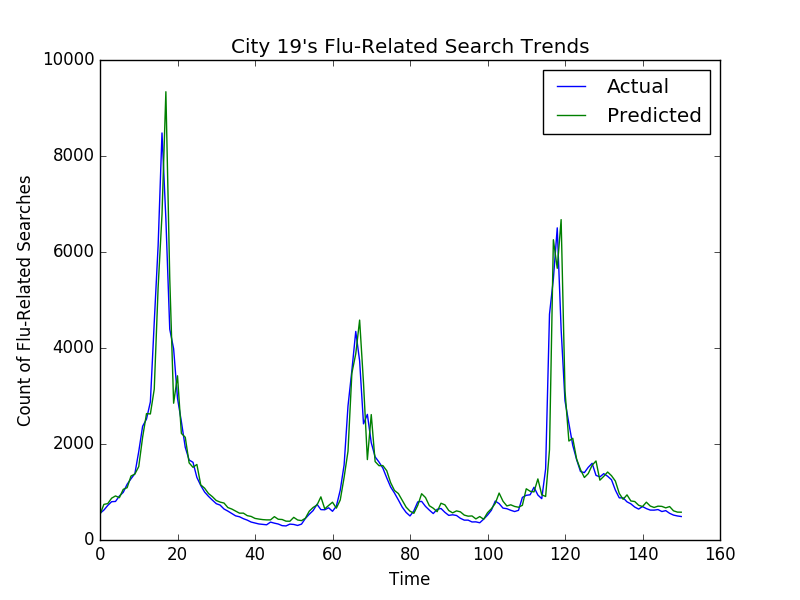 City 19's Flu-Related Search Trends
10000
8000
6000
4000
2000
0
Count of Flu-Related Searches
Actual
Predicted
0 20 40 60 80 100 120 140 160
Time